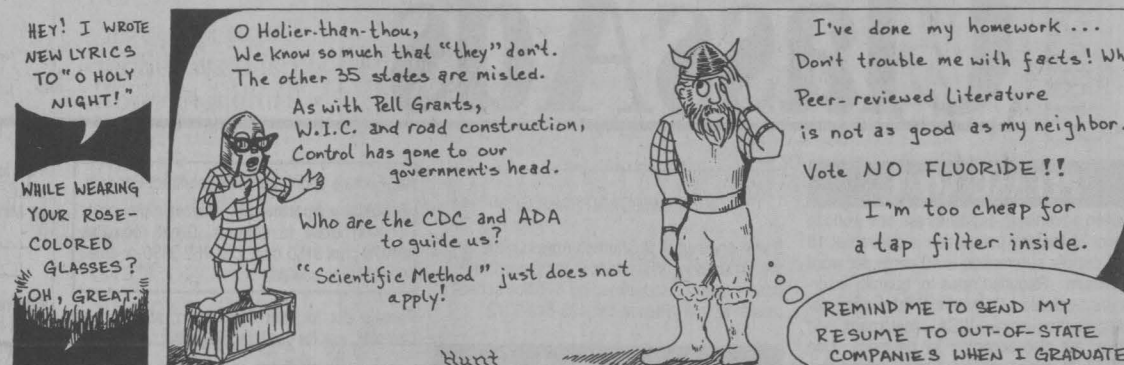 HEY! I WROTE
NEW LYRICS
TO "O HOLY
NIGHT!"
WHILE WEARING
YOUR ROSE-
COLORED
GLASSES?
OH, GREAT.
O Holier-than-thou,
We know so much that "they" don't.
The other 35 states are misled.
As with Pell Grants,
W.I.C. and road construction,
Control has gone to our
government's head.
Who are the CDC and ADA
to guide us?
"Scientific Method" just does not
apply!
Hunt
I've done my homework ...
Don't trouble me with facts!
Peer-reviewed Literature
is not as good as my neighbor.
Vote NO FLUORIDE!!
I'm too cheap for
a tap filter inside.
REMIND ME TO SEND MY
RESUME TO OUT-OF-STATE
COMPANIES WHEN I GRADUATE